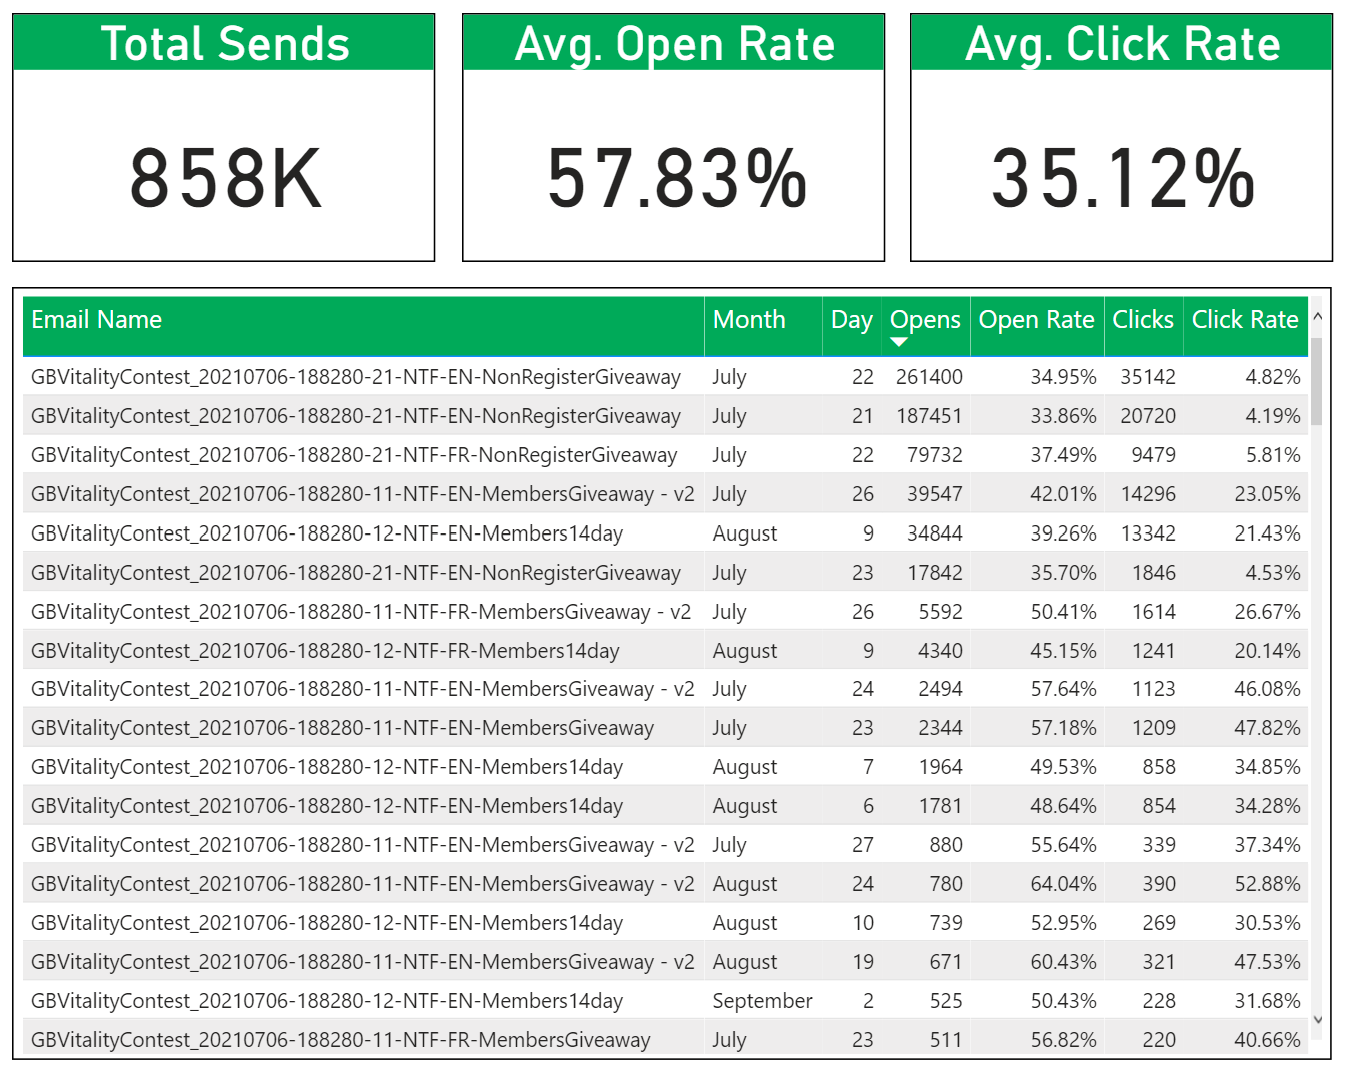 Total Sends Avg. Open Rate Avg. Click Rate
858K 57.83% 35.12%
Email Name Month Day Opens Open Rate Clicks Click Rate
GBVitalityContest_20210706-188280-21-NTF-EN-NonRegisterGiveaway July 22 261400 34.95% 35142 4.82%
GBVitalityContest_20210706-188280-21-NTF-EN-NonRegisterGiveaway July 21 187451 33.86% 20720 4.19%
GBVitalityContest_20210706-188280-21-NTF-FR-NonRegisterGiveaway July 22 79732 37.49% 9479 5.81%
GBVitalityContest_20210706-188280-11-NTF-EN-MembersGiveaway - v2 July 26 39547 42.01% 14296 23.05%
GBVitalityContest_20210706-188280-12-NTF-EN-Members14day August 9 34844 39.26% 13342 21.43%
GBVitalityContest_20210706-188280-21-NTF-EN-NonRegisterGiveaway July 23 17842 35.70% 1846 4.53%
GBVitalityContest_20210706-188280-11-NTF-FR-MembersGiveaway - v2 July 26 5592 50.41% 1614 26.67%
GBVitalityContest_20210706-188280-12-NTF-FR-Members14day August 9 4340 45.15% 1241 20.14%
GBVitalityContest_20210706-188280-11-NTF-EN-MembersGiveaway - v2 July 24 2494 57.64% 1123 46.08%
GBVitalityContest_20210706-188280-11-NTF-EN-MembersGiveaway July 23 2344 57.18% 1209 47.82%
GBVitalityContest_20210706-188280-12-NTF-EN-Members14day August 7 1964 49.53% 858 34.85%
GBVitalityContest_20210706-188280-12-NTF-EN-Members14day August 6 1781 48.64% 854 34.28%
GBVitalityContest_20210706-188280-11-NTF-EN-MembersGiveaway - v2 July 27 880 55.64% 339 37.34%
GBVitalityContest_20210706-188280-11-NTF-EN-MembersGiveaway - v2 August 24 780 64.04% 390 52.88%
GBVitalityContest_20210706-188280-12-NTF-EN-Members14day August 10 739 52.95% 269 30.53%
GBVitalityContest_20210706-188280-11-NTF-EN-MembersGiveaway - v2 August 19 671 60.43% 321 47.53%
GBVitalityContest_20210706-188280-12-NTF-EN-Members14day September 2 525 50.43% 228 31.68%
GBVitalityContest_20210706-188280-11-NTF-FR-MembersGiveaway July 23 511 56.82% 220 40.66%